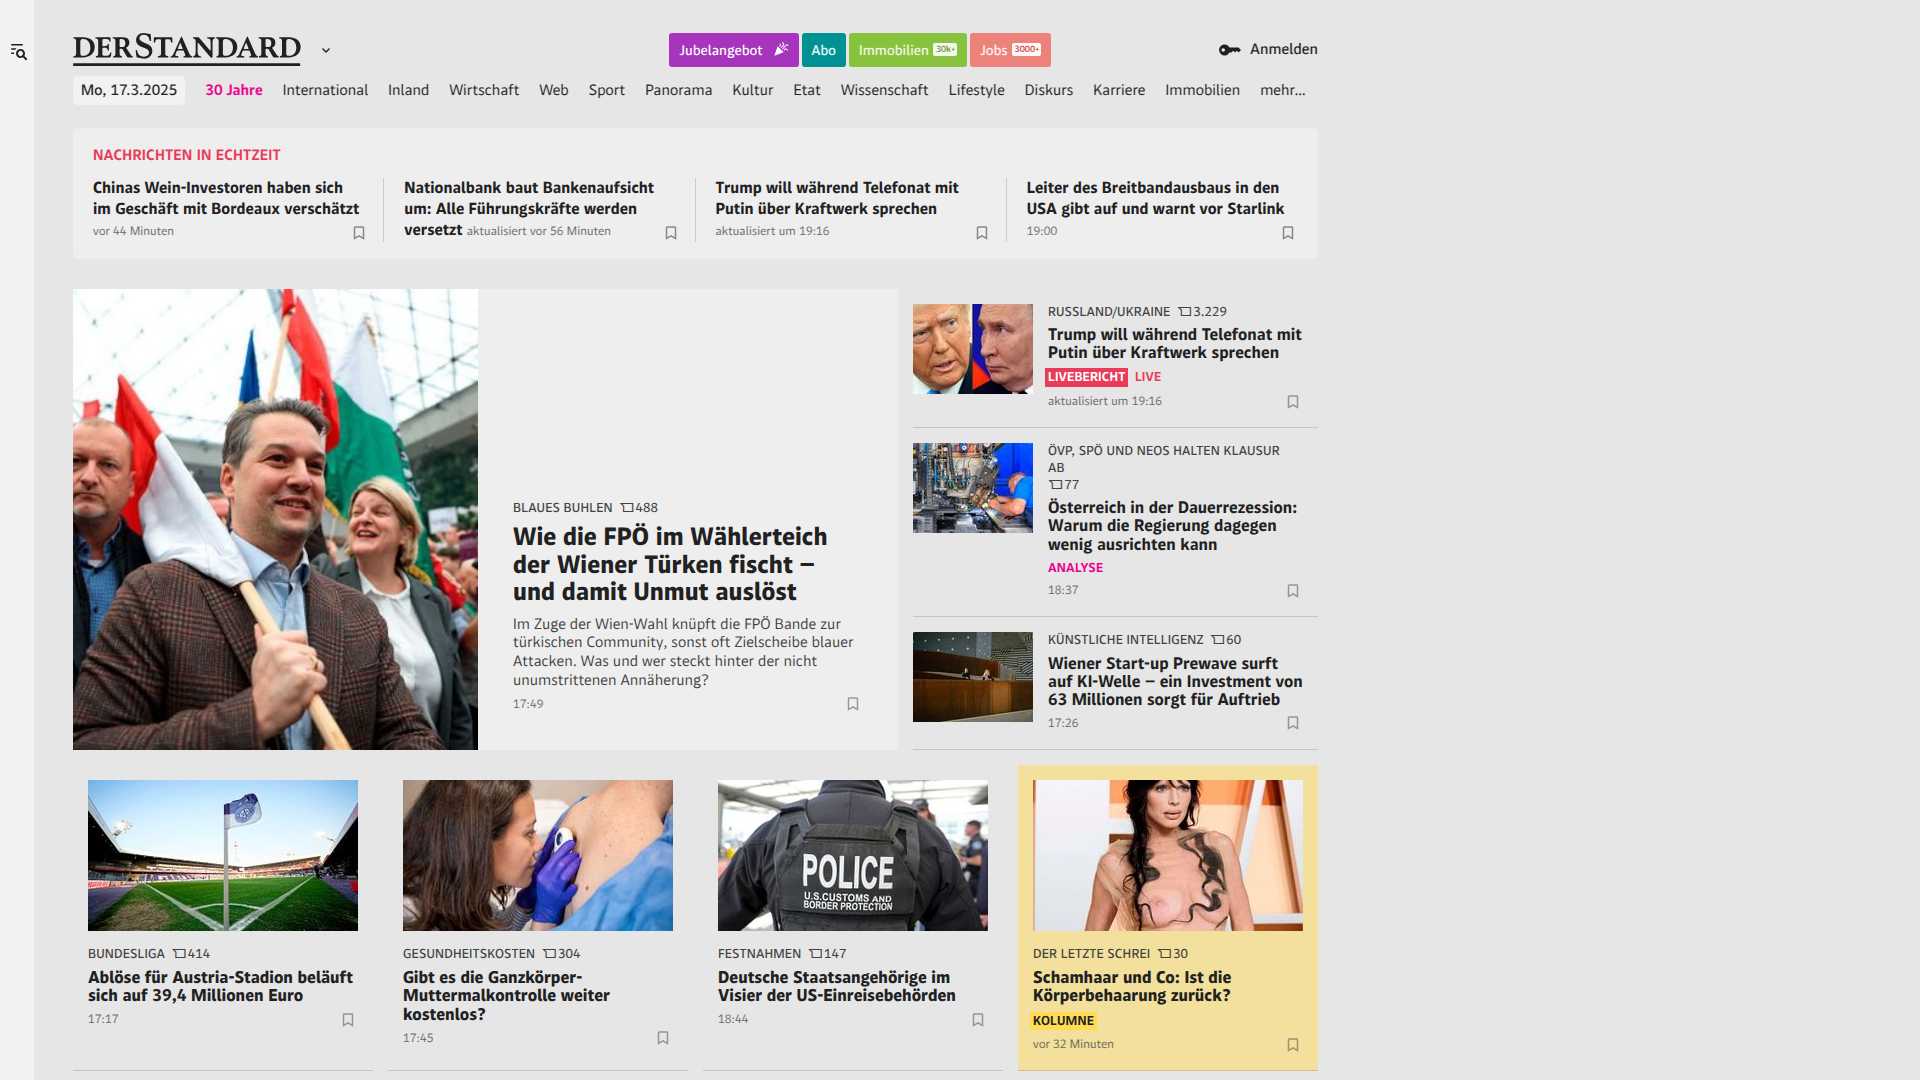 DERSTANDARD
Jubelangebot
Abo
Immobilien 30k+
Jobs 3000+
Anmelden
Mo, 17.3.2025
30 Jahre
International
Inland
Wirtschaft
Web
Sport
Panorama
Kultur
Etat
Wissenschaft
Lifestyle
Diskurs
Karriere
Immobilien
mehr...
NACHRICHTEN IN ECHTZEIT
Chinas Wein-Investoren haben sich
im Geschäft mit Bordeaux verschätzt
vor 44 Minuten
Nationalbank baut Bankenaufsicht
um: Alle Führungskräfte werden
versetzt aktualisiert vor 56 Minuten
Trump will während Telefonat mit
Putin über Kraftwerk sprechen
aktualisiert um 19:16
Leiter des Breitbandausbaus in den
USA gibt auf und warnt vor Starlink
19:00
BLAUES BUHLEN 488
Wie die FPÖ im Wählerteich
der Wiener Türken fischt –
und damit Unmut auslöst
Im Zuge der Wien-Wahl knüpft die FPÖ Bande zur
türkischen Community, sonst oft Zielscheibe blauer
Attacken. Was und wer steckt hinter der nicht
unumstrittenen Annäherung?
17:49
RUSSLAND/UKRAINE 3.229
Trump will während Telefonat mit
Putin über Kraftwerk sprechen
LIVEBERICHT LIVE
aktualisiert um 19:16
ÖVP, SPÖ UND NEOS HALTEN KLAUSUR
AB
77
Österreich in der Dauerrezession:
Warum die Regierung dagegen
wenig ausrichten kann
ANALYSE
18:37
KÜNSTLICHE INTELLIGENZ 60
Wiener Start-up Prewave surft
auf KI-Welle – ein Investment von
63 Millionen sorgt für Auftrieb
17:26
BUNDESLIGA 414
Ablöse für Austria-Stadion beläuft
sich auf 39,4 Millionen Euro
17:17
GESUNDHEITSKOSTEN 304
Gibt es die Ganzkörper-
Muttermalkontrolle weiter
kostenlos?
17:45
POLICE
U.S.CUSTOMS AND
BORDER PROTECTION
FESTNAHMEN 147
Deutsche Staatsangehörige im
Visier der US-Einreisebehörden
18:44
DER LETZTE SCHREI 30
Schamhaar und Co: Ist die
Körperbehaarung zurück?
KOLUMNE
vor 32 Minuten